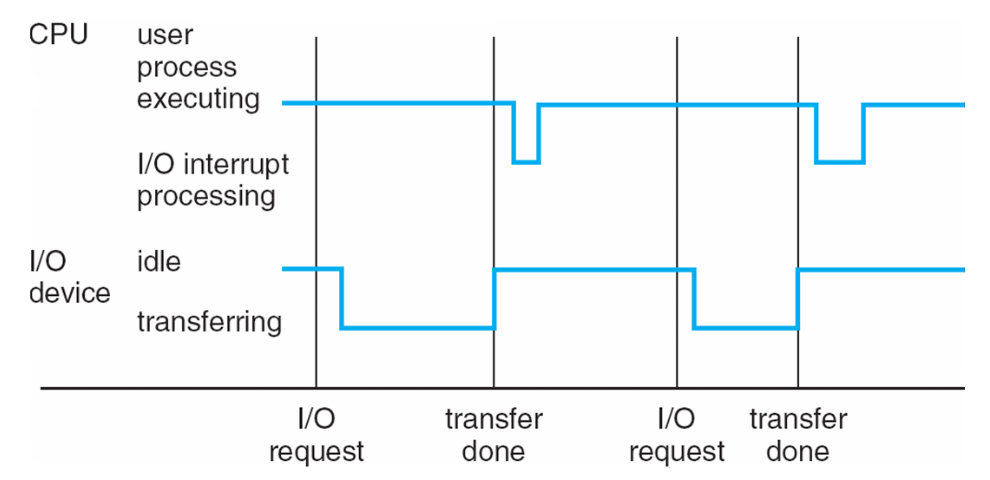 CPU
user
process
executing
I/O interrupt
processing
I/O
device
idle
transferring
I/O
request
transfer
done
I/O
request
transfer
done